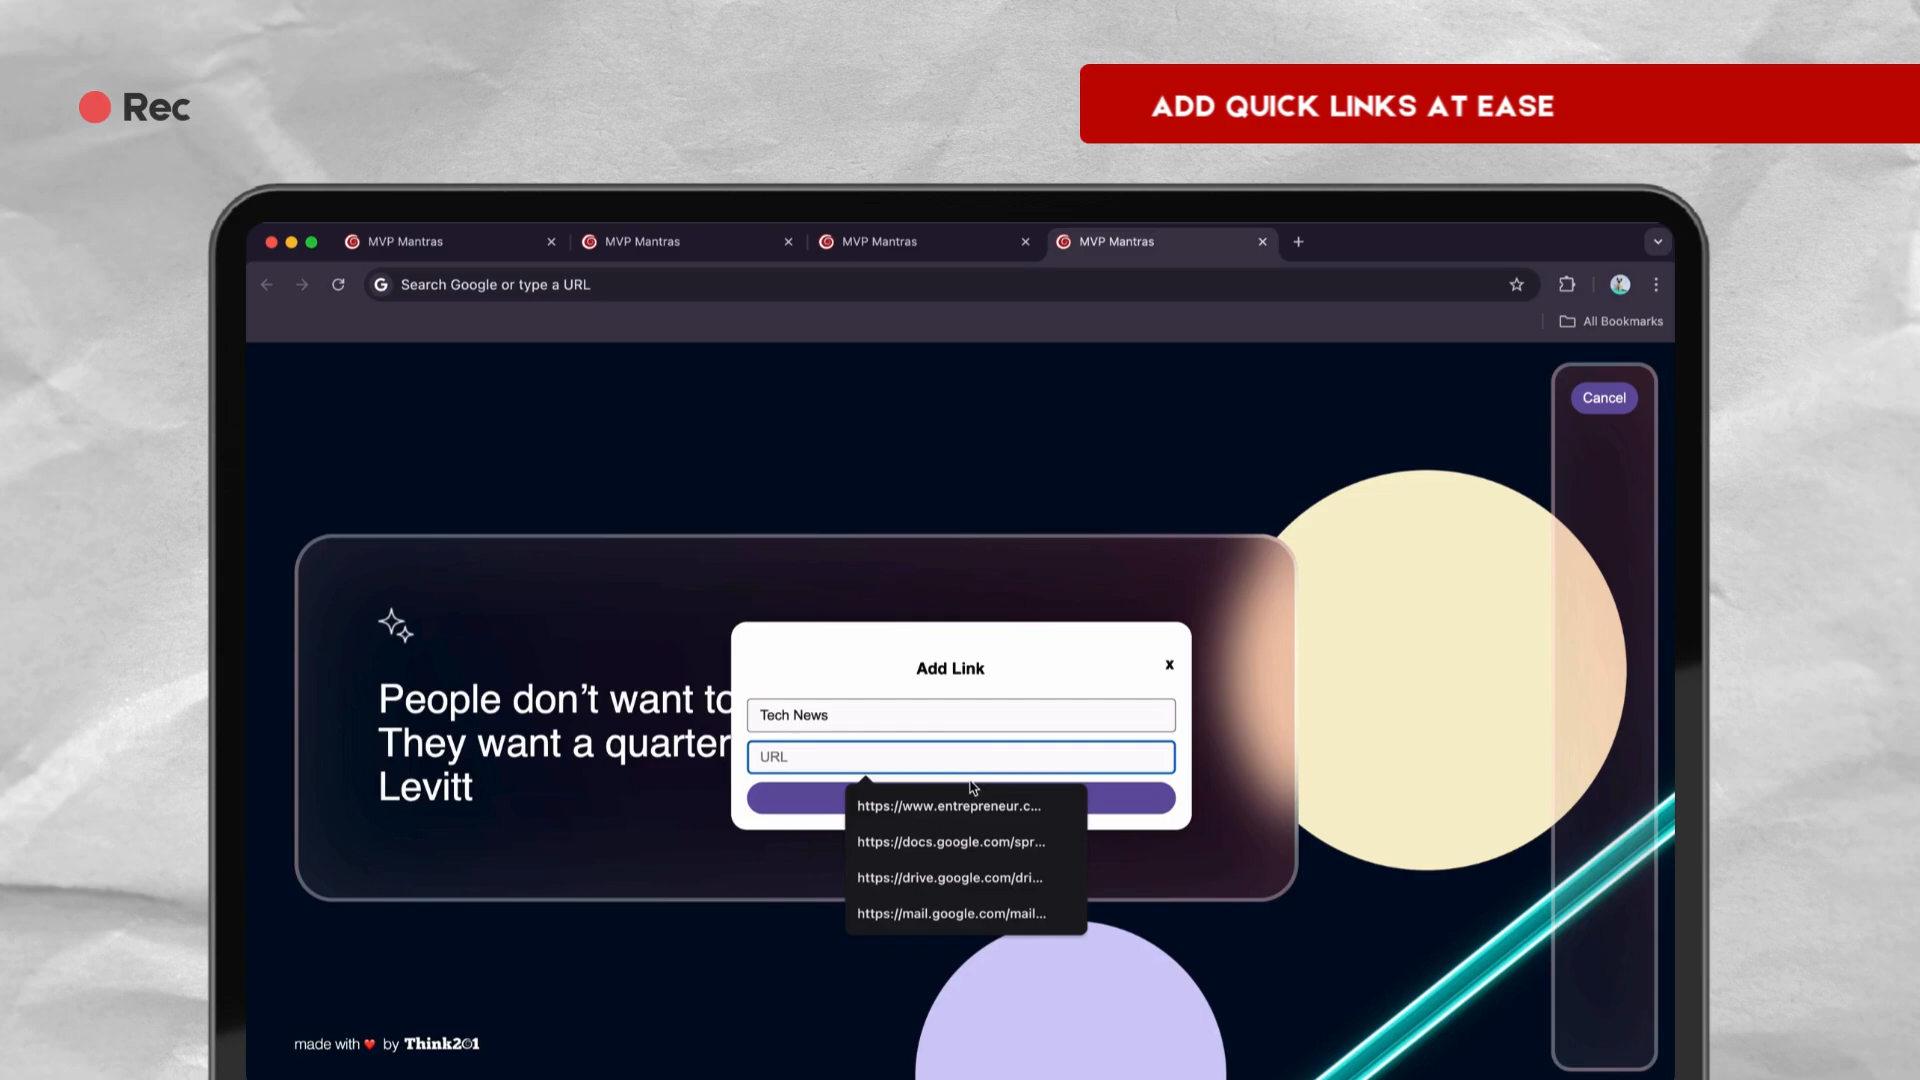 Rec
ADD QUICK LINKS AT EASE
MVP Mantras
MVP Mantras
MVP Mantras
MVP Mantras
G Search Google or type a URL
All Bookmarks
Cancel
Add Link
x
People don’t want to
They want a quarter
Levitt
Tech News
URL
https://www.entrepreneur.c...
https://docs.google.com/spr...
https://drive.google.com/dri...
https://mail.google.com/mail...
made with ❤ by Think201